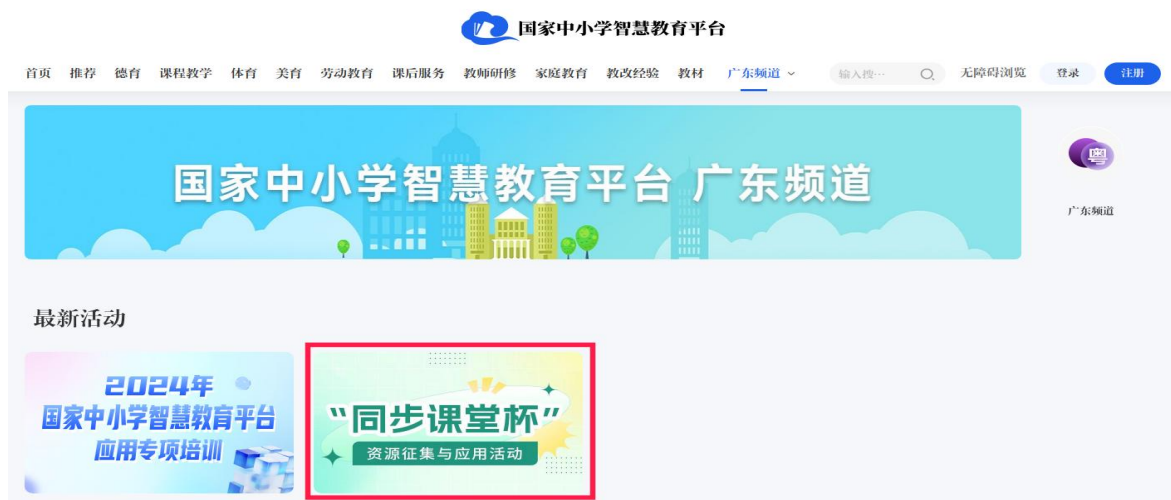 国家中小学智慧教育平台
首页 推荐 德育 课程教学 体育 美育 劳动教育 课后服务 教师研修 家庭教育 教改经验 教材 广东频道 输入搜… 无障碍浏览 登录 注册
国家中小学智慧教育平台 广东频道
粤
广东频道
最新活动
2024年
国家中小学智慧教育平台
应用专项培训
“同步课堂杯”
资源征集与应用活动